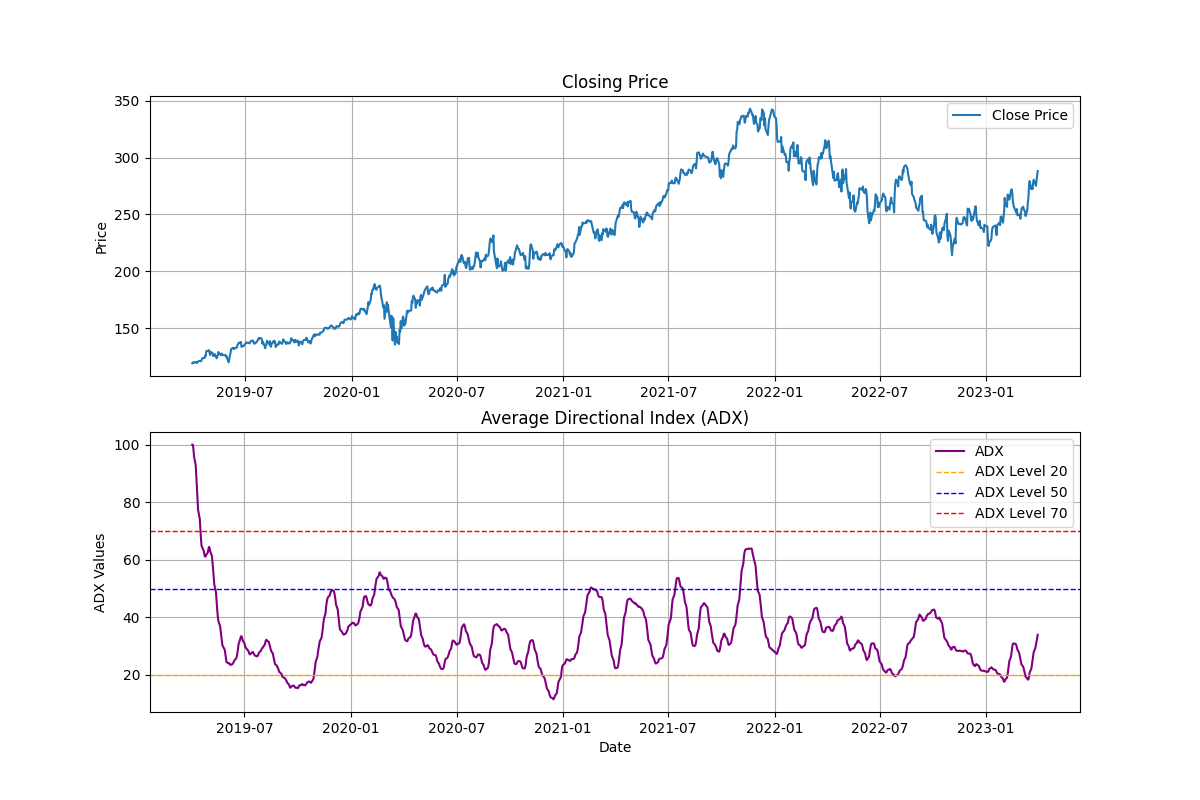 Closing Price
350
300
250
200
150
Price
Close Price
2019-07 2020-01 2020-07 2021-01 2021-07 2022-01 2022-07 2023-01
Average Directional Index (ADX)
100
80
60
40
20
ADX Values
ADX
ADX Level 20
ADX Level 50
ADX Level 70
2019-07 2020-01 2020-07 2021-01 2021-07 2022-01 2022-07 2023-01
Date